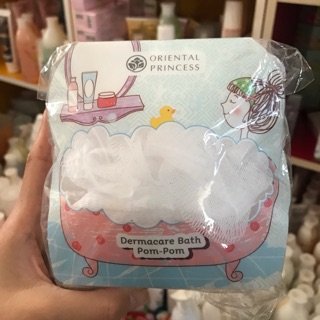 ORIENTAL
PRINCESS
Dermacare Bath
Pom-Pom